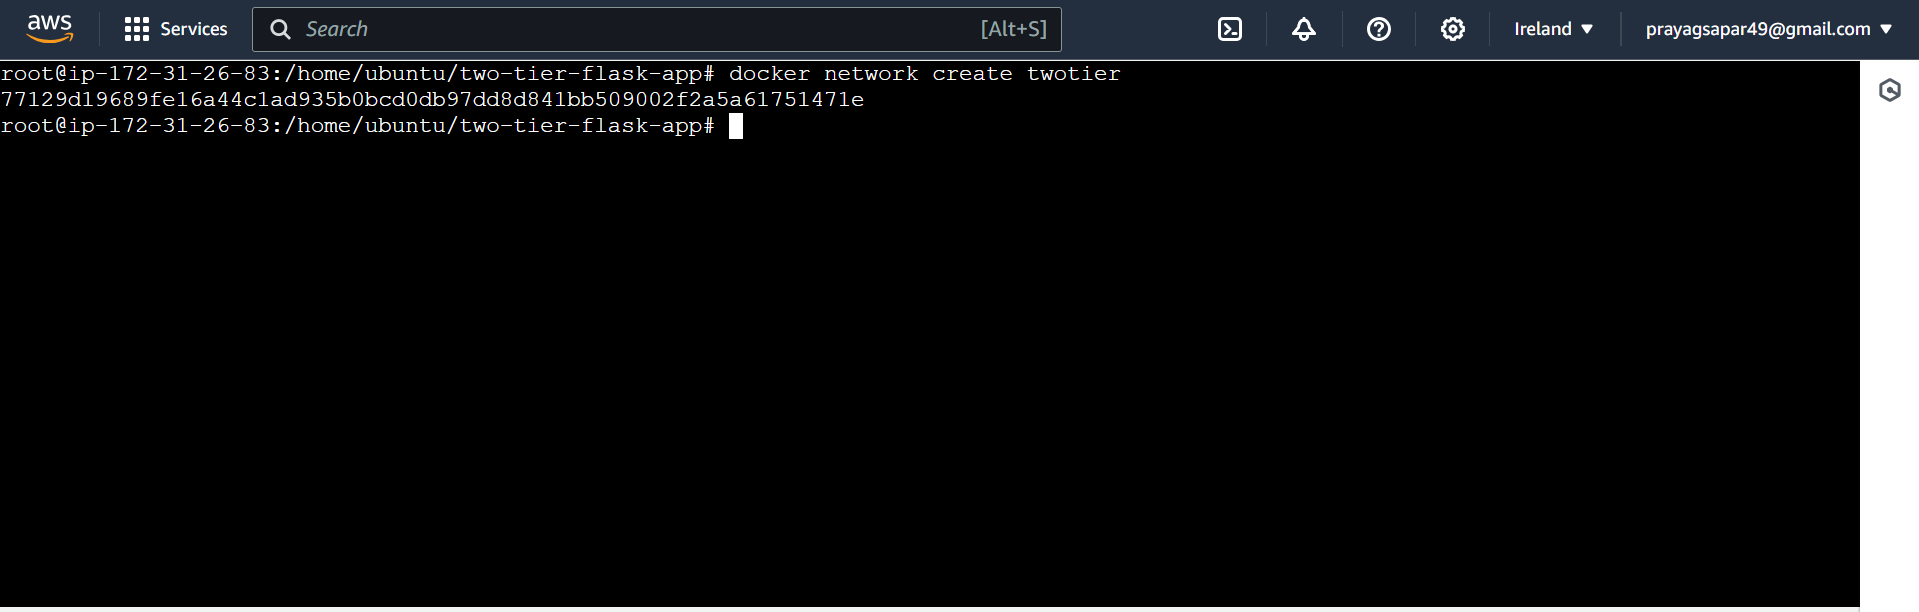 aws Services Search [Alt+S] Ireland prayagsapar49@gmail.com
root@ip-172-31-26-83:/home/ubuntu/two-tier-flask-app# docker network create twotier
77129d19689fe16a44c1ad935b0bcd0db97dd8d841bb509002f2a5a61751471e
root@ip-172-31-26-83:/home/ubuntu/two-tier-flask-app#